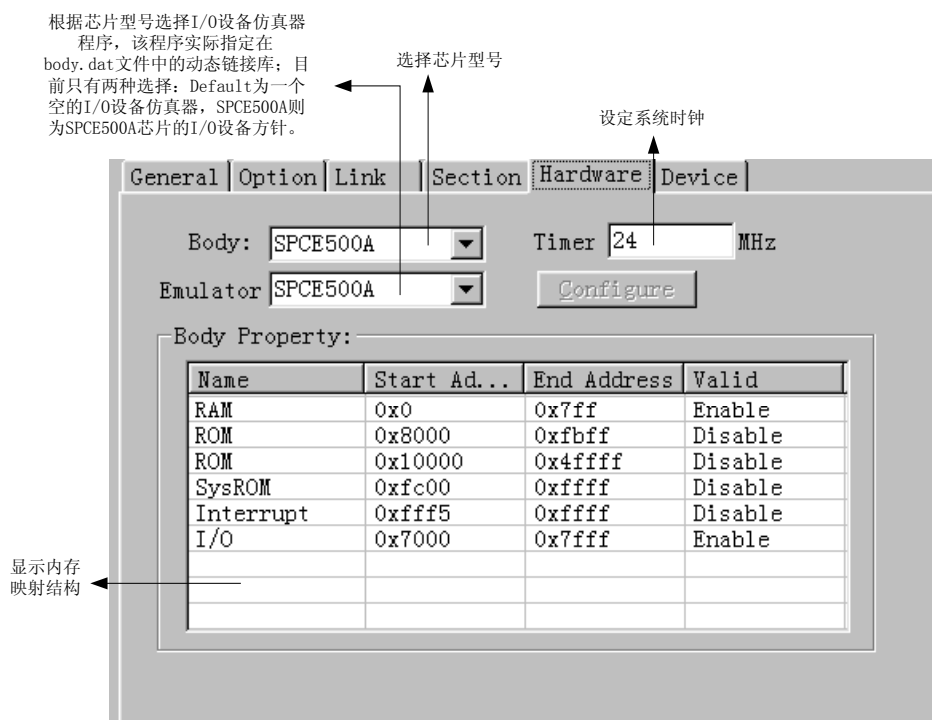 根据芯片型号选择I/O设备仿真器
程序，该程序实际指定在
body.dat文件中的动态链接库；目
前只有两种选择：Default为一个
空的I/O设备仿真器，SPCE500A则
为SPCE500A芯片的I/O设备方针。
选择芯片型号
设定系统时钟
General Option Link Section Hardware Device
Body: SPCE500A Timer 24 MHz
Emulator SPCE500A Configure
Body Property:
Name Start Ad... End Address Valid
RAM 0x0 0x7ff Enable
ROM 0x8000 0xfbff Disable
ROM 0x10000 0x4ffff Disable
SysROM 0xfc00 0xffff Disable
Interrupt 0xfff5 0xffff Disable
I/O 0x7000 0x7fff Enable
显示内存
映射结构